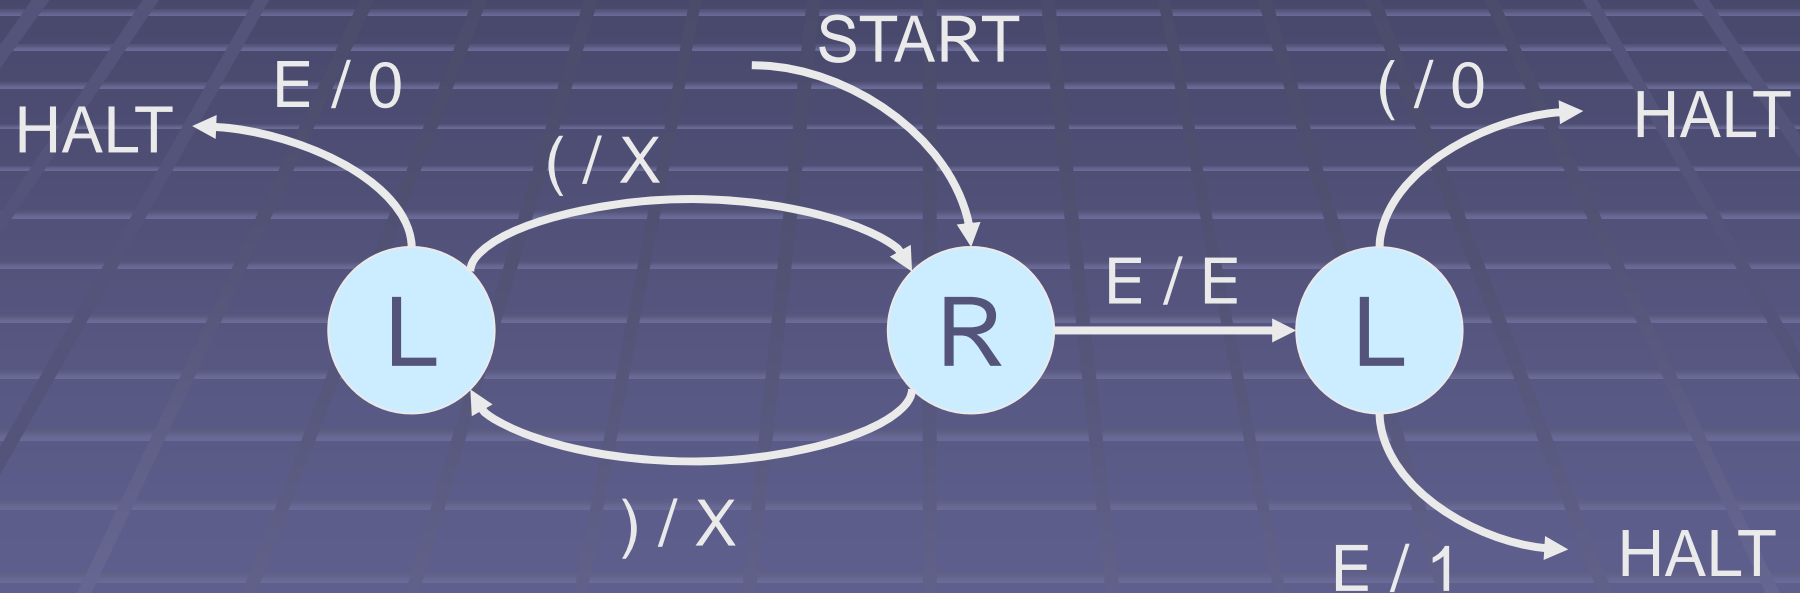 START
E / 0
( / 0
HALT
HALT
( / X
E / E
L
R
L
) / X
E / 1
HALT